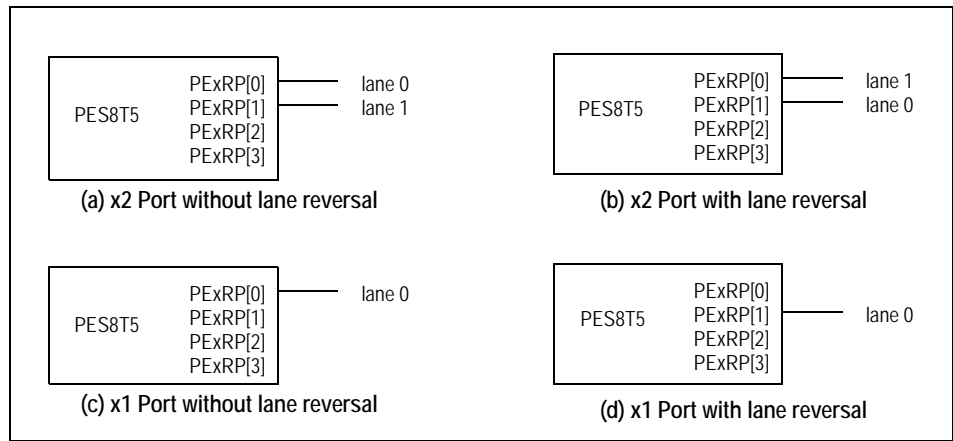 PES8T5
PExRP[0]
PExRP[1]
PExRP[2]
PExRP[3]
lane 0
lane 1
(a) x2 Port without lane reversal
PES8T5
PExRP[0]
PExRP[1]
PExRP[2]
PExRP[3]
lane 1
lane 0
(b) x2 Port with lane reversal
PES8T5
PExRP[0]
PExRP[1]
PExRP[2]
PExRP[3]
lane 0
(c) x1 Port without lane reversal
PES8T5
PExRP[0]
PExRP[1]
PExRP[2]
PExRP[3]
lane 0
(d) x1 Port with lane reversal